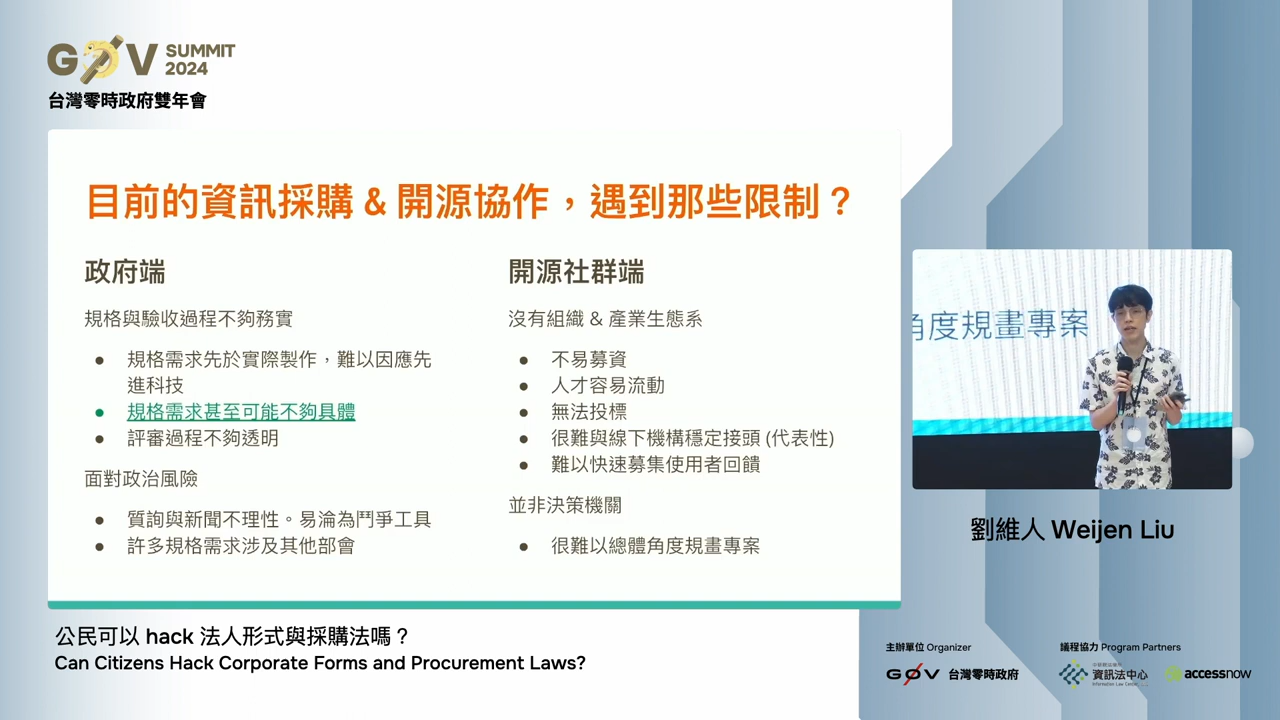 GØV SUMMIT 2024
台灣零時政府雙年會
目前的資訊採購 & 開源協作，遇到那些限制？
政府端
規格與驗收過程不夠務實
● 規格需求先於實際製作，難以因應先
進科技
● 規格需求甚至可能不夠具體
● 評審過程不夠透明
面對政治風險
● 質詢與新聞不理性。易淪為鬥爭工具
● 許多規格需求涉及其他部會
開源社群端
沒有組織 & 產業生態系
● 不易募資
● 人才容易流動
● 無法投標
● 很難與線下機構穩定接頭 (代表性)
● 難以快速募集使用者回饋
並非決策機關
● 很難以總體角度規畫專案
角度規畫專案
劉維人 Weijen Liu
公民可以 hack 法人形式與採購法嗎？
Can Citizens Hack Corporate Forms and Procurement Laws?
主辦單位 Organizer
GØV 台灣零時政府
議程協力 Program Partners
資訊法中心
accessnow